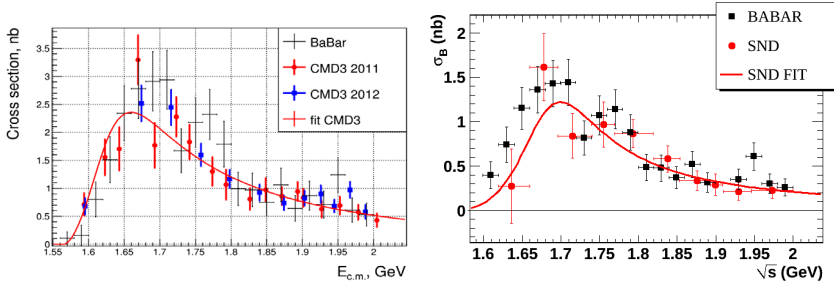 Cross section, nb
3.5
3
2.5
2
1.5
1
0.5
0
1.55 1.6 1.65 1.7 1.75 1.8 1.85 1.9 1.95 2
E c.m., GeV
BaBar
CMD3 2011
CMD3 2012
fit CMD3
σB (nb)
2
1.5
1
0.5
0
1.6 1.65 1.7 1.75 1.8 1.85 1.9 1.95 2
√s (GeV)
BABAR
SND
SND FIT